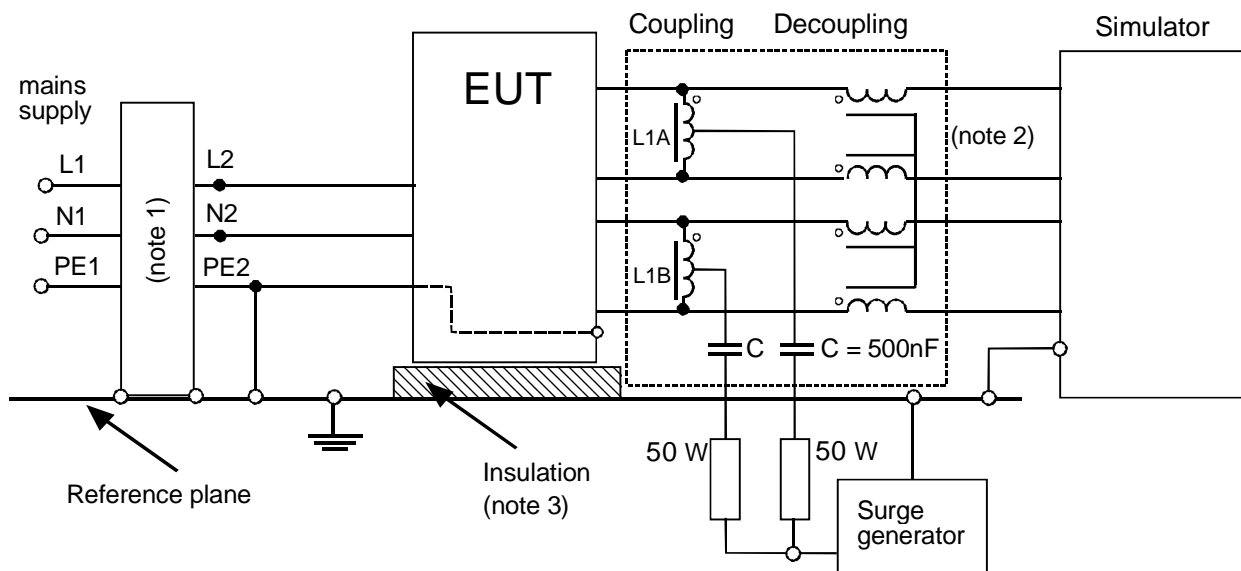 Coupling
Decoupling
Simulator
EUT
mains
supply
L1
L2
N1
N2
PE1
PE2
(note 1)
L1A
L1B
(note 2)
C
C = 500nF
50 W
50 W
Insulation
(note 3)
Reference plane
Surge
generator